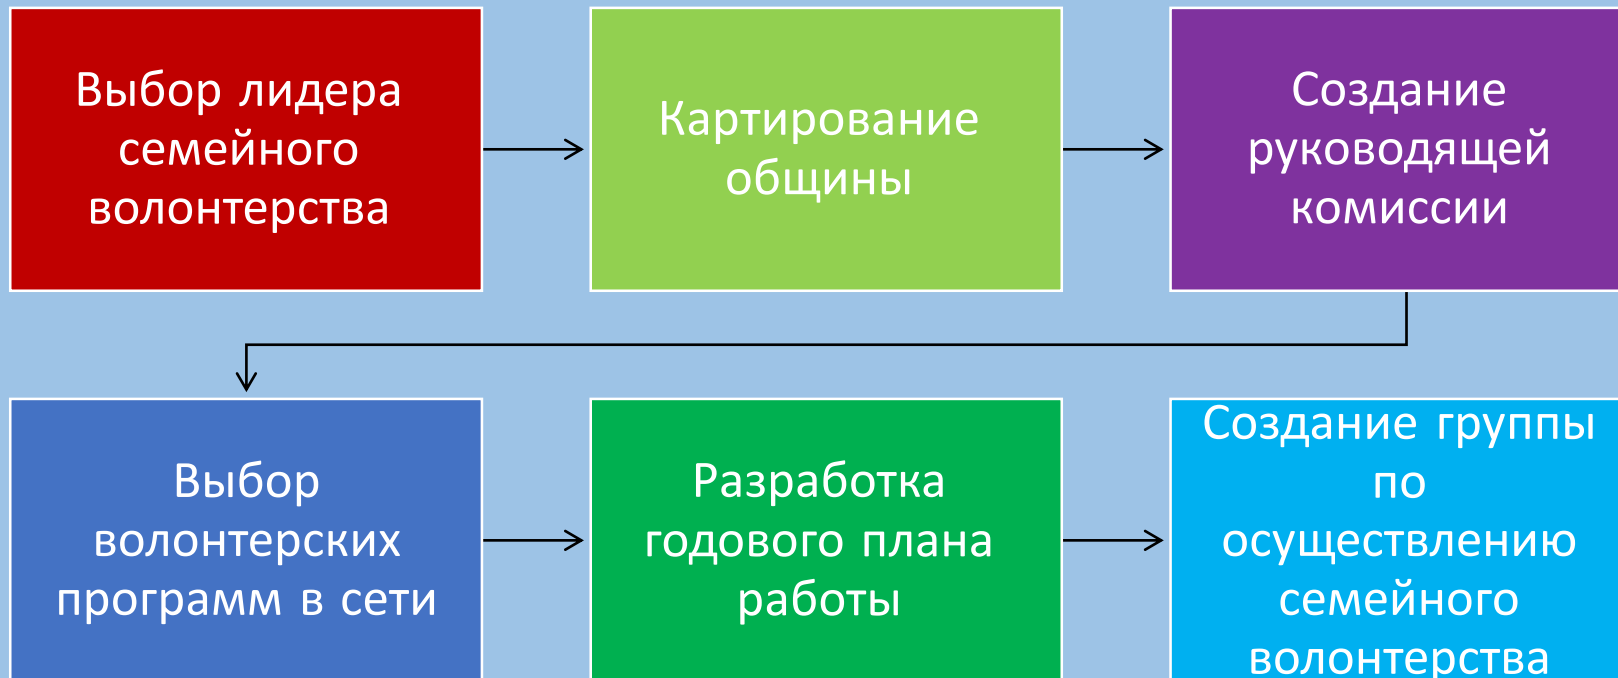 Выбор лидера
семейного
волонтерства
Картирование
общины
Создание
руководящей
комиссии
Выбор
волонтерских
программ в сети
Разработка
годового плана
работы
Создание группы
по
осуществлению
семейного
волонтерства